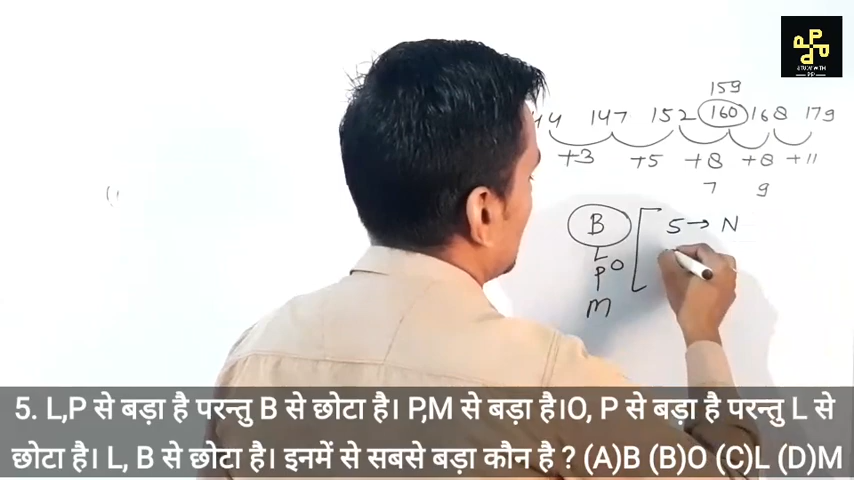 159
147 152 160 168 179
+3 +5 +8 +8 +11
7 9
B 5→ N
L
P O
M
5. L,P से बड़ा है परन्तु B से छोटा है। P,M से बड़ा है।O, P से बड़ा है परन्तु L से
छोटा है। L, B से छोटा है। इनमें से सबसे बड़ा कौन है ? (A)B (B)O (C)L (D)M